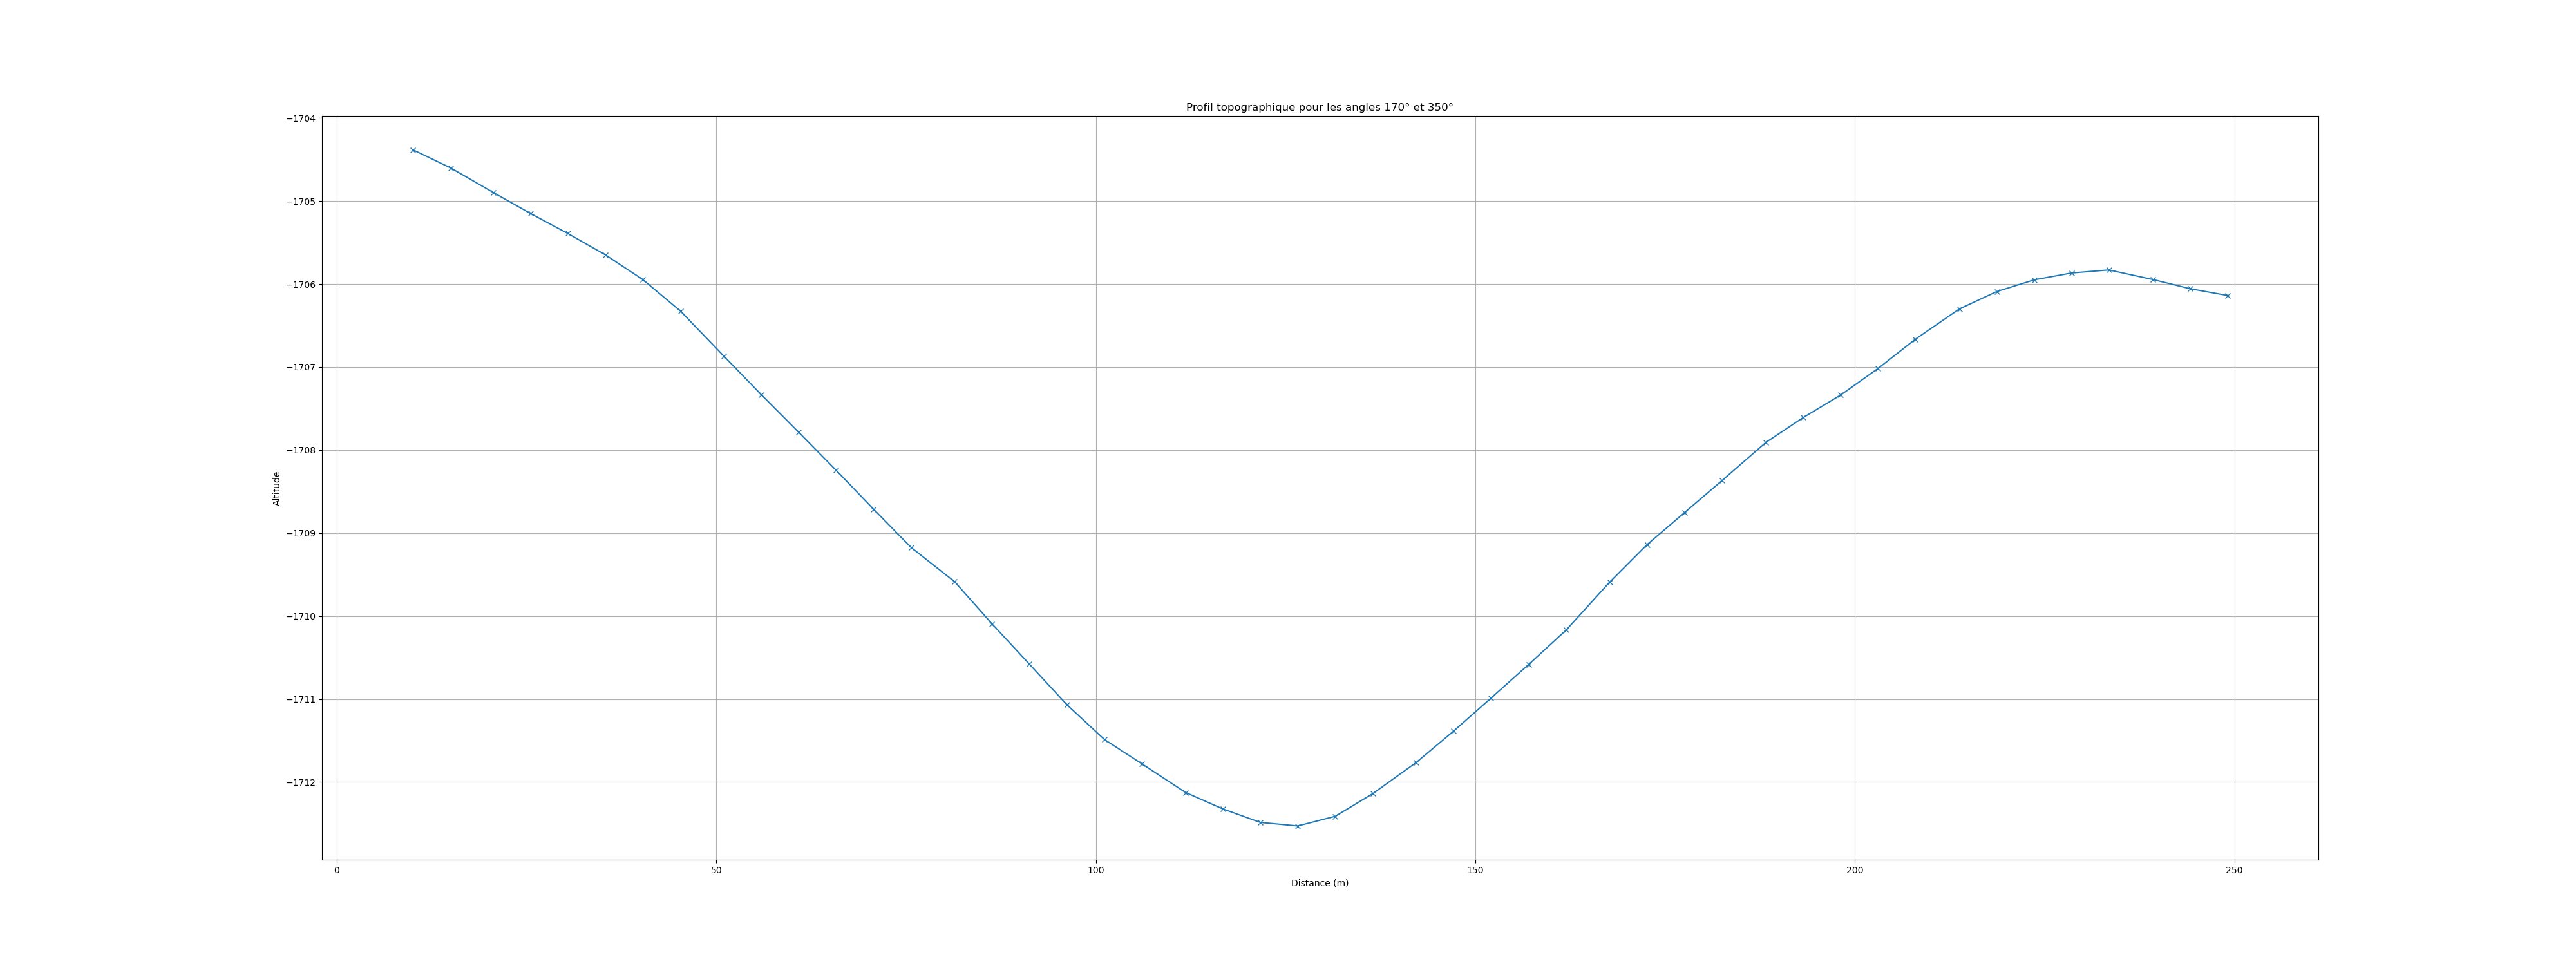 Profil topographique pour les angles 170° et 350°
−1704
−1705
−1706
−1707
−1708
−1709
−1710
−1711
−1712
Altitude
0 50 100 150 200 250
Distance (m)